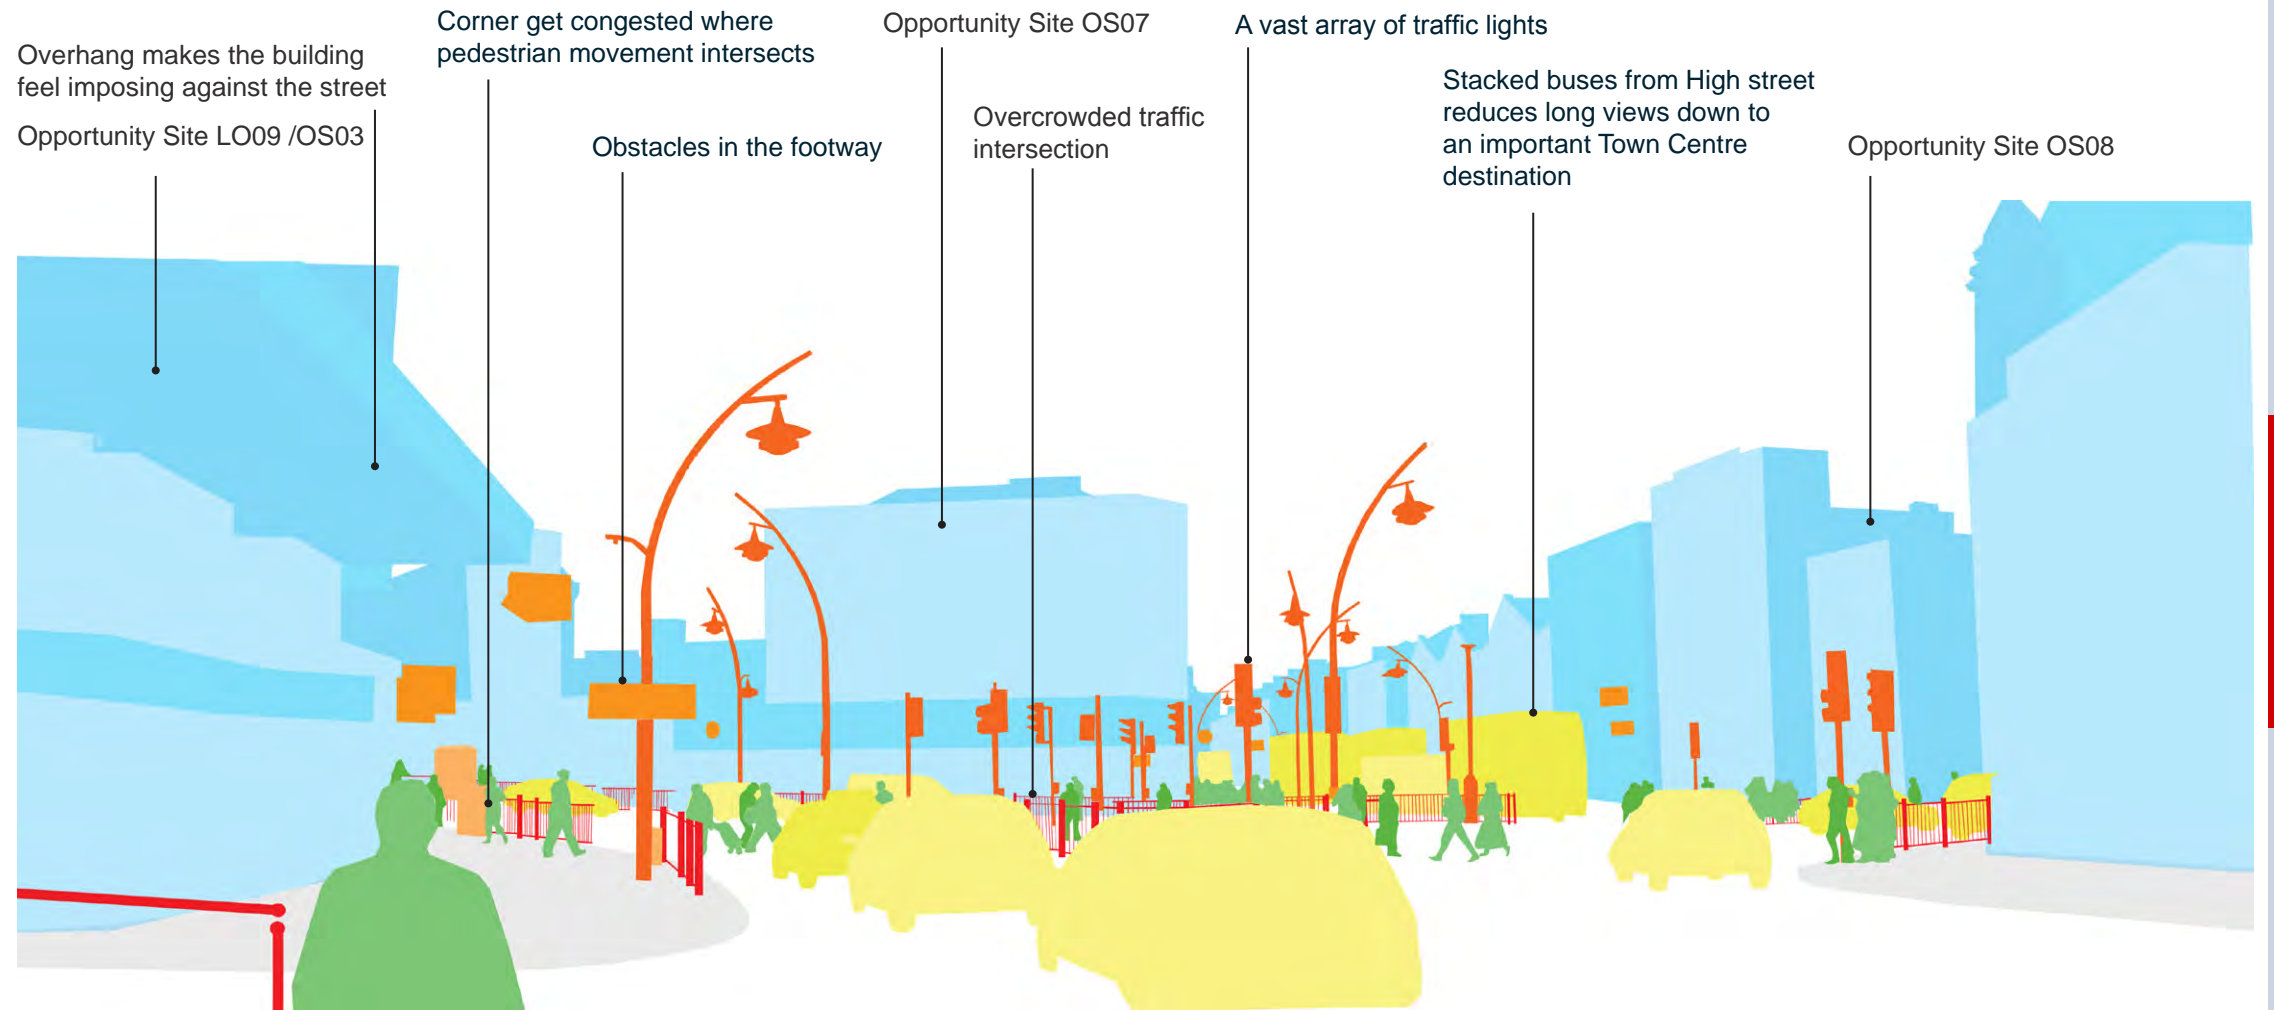 Overhang makes the building
feel imposing against the street
Opportunity Site LO09 /OS03
Corner get congested where
pedestrian movement intersects
Obstacles in the footway
Opportunity Site OS07
Overcrowded traffic
intersection
A vast array of traffic lights
Stacked buses from High street
reduces long views down to
an important Town Centre
destination
Opportunity Site OS08